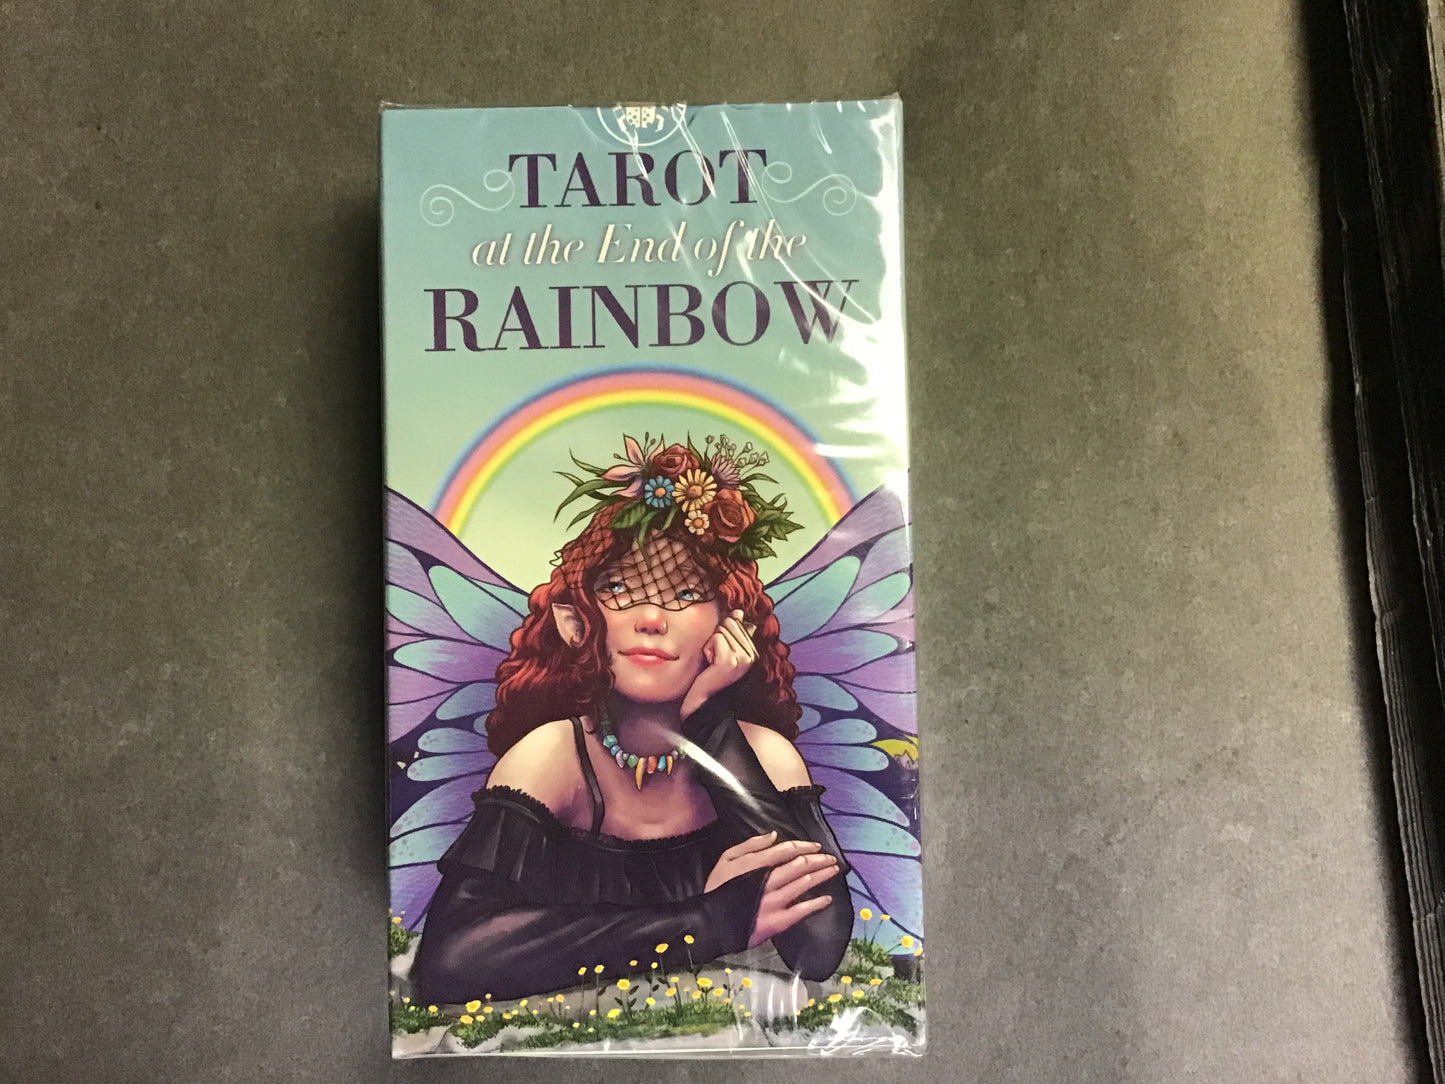 TAROT
at the End of the
RAINBOW